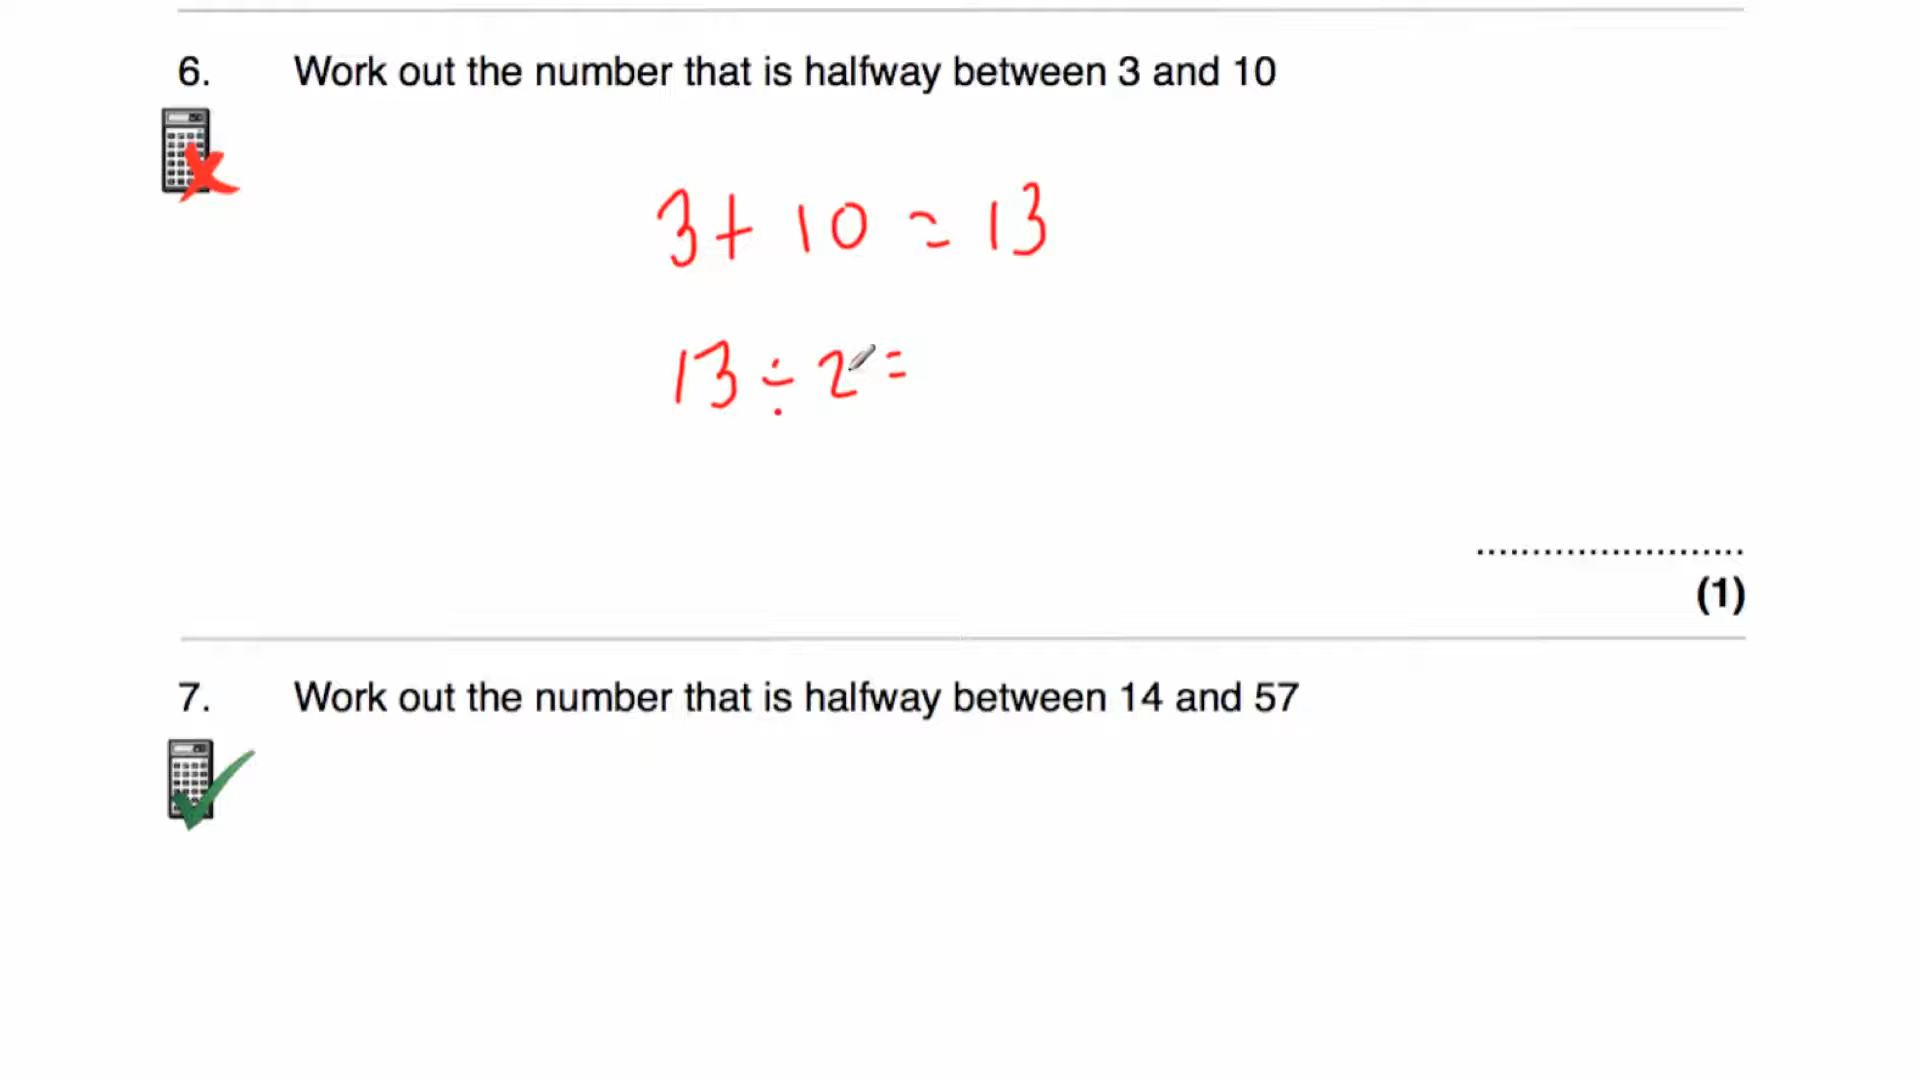 6. Work out the number that is halfway between 3 and 10
3 + 10 = 13
13 ÷ 2 =
........................
(1)
7. Work out the number that is halfway between 14 and 57